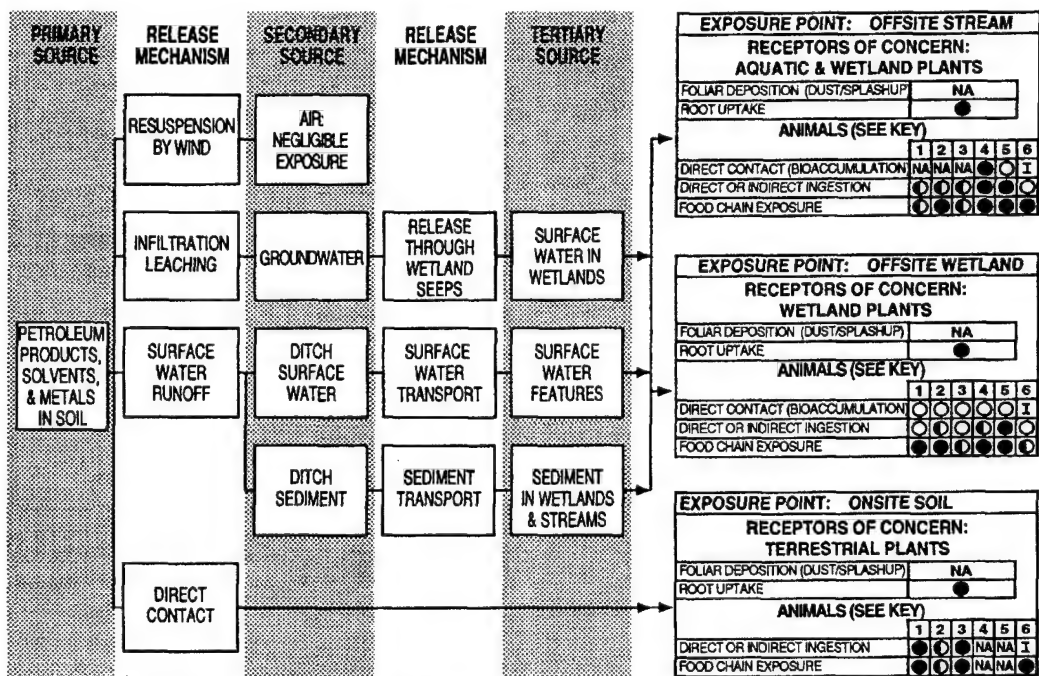 PRIMARY SOURCE
RELEASE MECHANISM
SECONDARY SOURCE
RELEASE MECHANISM
TERTIARY SOURCE
RESUSPENSION
BY WIND
AIR:
NEGLIGIBLE
EXPOSURE
INFILTRATION
LEACHING
GROUNDWATER
RELEASE
THROUGH
WETLAND
SEEPS
SURFACE
WATER IN
WETLANDS
PETROLEUM
PRODUCTS,
SOLVENTS,
& METALS
IN SOIL
SURFACE
WATER
RUNOFF
DITCH
SURFACE
WATER
SURFACE
WATER
TRANSPORT
SURFACE
WATER
FEATURES
DITCH
SEDIMENT
SEDIMENT
TRANSPORT
SEDIMENT
IN WETLANDS
& STREAMS
DIRECT
CONTACT
EXPOSURE POINT: OFFSITE STREAM
RECEPTORS OF CONCERN:
AQUATIC & WETLAND PLANTS
FOLIAR DEPOSITION (DUST/SPLASHUP) NA
ROOT UPTAKE ●
ANIMALS (SEE KEY)
1 2 3 4 5 6
DIRECT CONTACT (BIOACCUMULATION) NA NA NA ● ○ I
DIRECT OR INDIRECT INGESTION ◐ ◐ ◐ ● ● ○
FOOD CHAIN EXPOSURE ◐ ● ◐ ● ● ●
EXPOSURE POINT: OFFSITE WETLAND
RECEPTORS OF CONCERN:
WETLAND PLANTS
FOLIAR DEPOSITION (DUST/SPLASHUP) NA
ROOT UPTAKE ●
ANIMALS (SEE KEY)
1 2 3 4 5 6
DIRECT CONTACT (BIOACCUMULATION) ○ ○ ○ ○ ○ I
DIRECT OR INDIRECT INGESTION ○ ◐ ○ ◐ ● ○
FOOD CHAIN EXPOSURE ● ● ◐ ● ● ◐
EXPOSURE POINT: ONSITE SOIL
RECEPTORS OF CONCERN:
TERRESTRIAL PLANTS
FOLIAR DEPOSITION (DUST/SPLASHUP) NA
ROOT UPTAKE ●
ANIMALS (SEE KEY)
1 2 3 4 5 6
DIRECT OR INDIRECT INGESTION ● ◐ ● NA NA I
FOOD CHAIN EXPOSURE ● ◐ ● NA NA ●